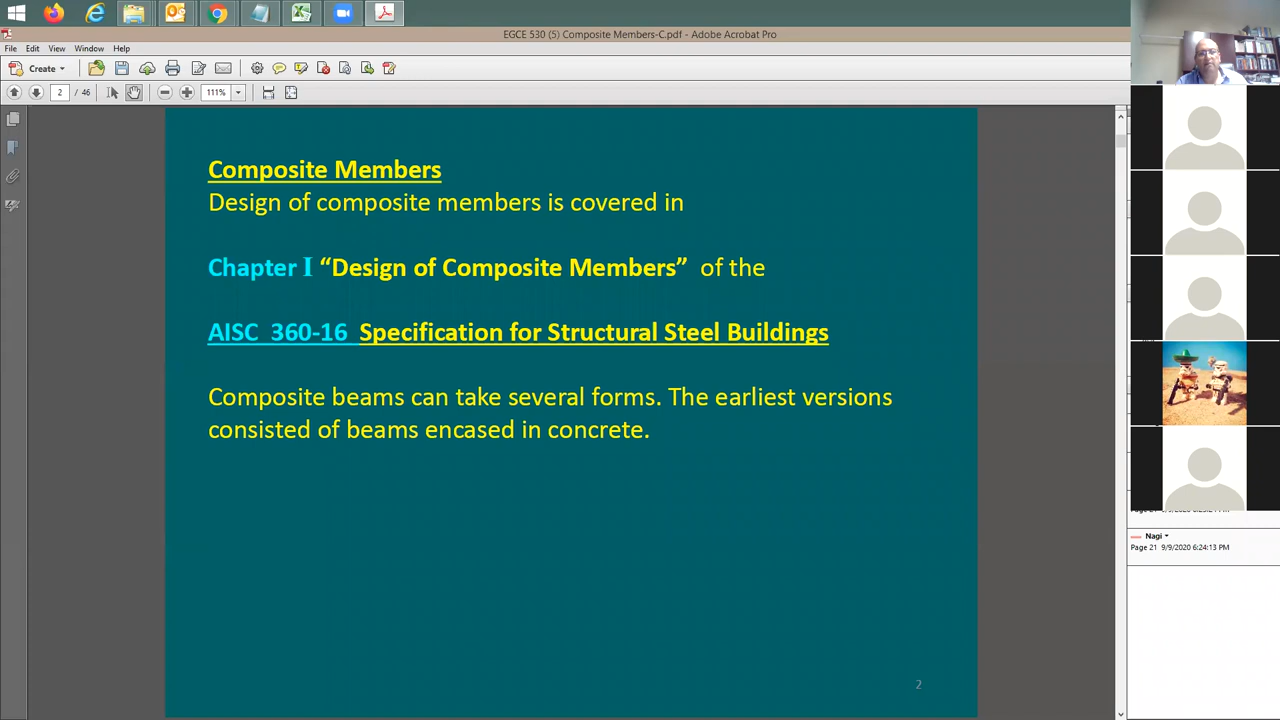 EGCE 530 (5) Composite Members-C.pdf - Adobe Acrobat Pro
File Edit View Window Help
Create
2 / 46 111%
Composite Members
Design of composite members is covered in
Chapter I “Design of Composite Members” of the
AISC 360-16 Specification for Structural Steel Buildings
Composite beams can take several forms. The earliest versions
consisted of beams encased in concrete.
2
Nagi
Page 21 9/9/2020 6:24:13 PM